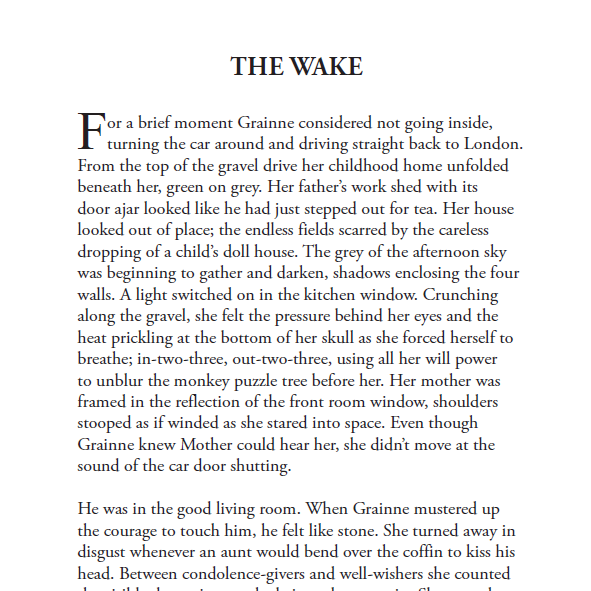 THE WAKE
For a brief moment Grainne considered not going inside,
turning the car around and driving straight back to London.
From the top of the gravel drive her childhood home unfolded
beneath her, green on grey. Her father’s work shed with its
door ajar looked like he had just stepped out for tea. Her house
looked out of place; the endless fields scarred by the careless
dropping of a child’s doll house. The grey of the afternoon sky
was beginning to gather and darken, shadows enclosing the four
walls. A light switched on in the kitchen window. Crunching
along the gravel, she felt the pressure behind her eyes and the
heat prickling at the bottom of her skull as she forced herself to
breathe; in-two-three, out-two-three, using all her will power
to unblur the monkey puzzle tree before her. Her mother was
framed in the reflection of the front room window, shoulders
stooped as if winded as she stared into space. Even though
Grainne knew Mother could hear her, she didn’t move at the
sound of the car door shutting.
He was in the good living room. When Grainne mustered up
the courage to touch him, he felt like stone. She turned away in
disgust whenever an aunt would bend over the coffin to kiss his
head. Between condolence-givers and well-wishers she counted